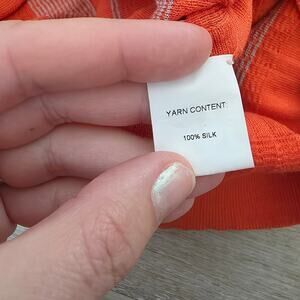 YARN CONTENT:
100% SILK